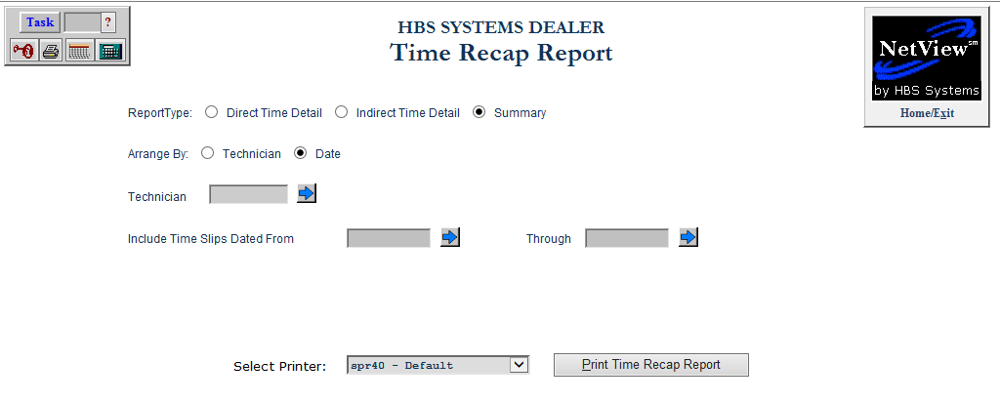 Task ?
HBS SYSTEMS DEALER
Time Recap Report
NetView℠
by HBS Systems
Home/Exit
ReportType: Direct Time Detail Indirect Time Detail Summary
Arrange By: Technician Date
Technician
Include Time Slips Dated From Through
Select Printer: spr40 - Default Print Time Recap Report